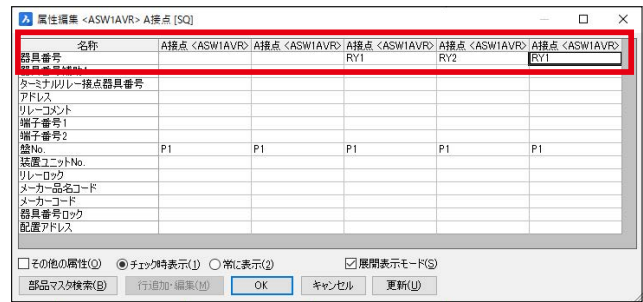 属性編集 <ASW1AVR> A接点 [SQ]
名称 A接点 <ASW1AVR> A接点 <ASW1AVR> A接点 <ASW1AVR> A接点 <ASW1AVR> A接点 <ASW1AVR>
器具番号 RY1 RY2 RY1
ターミナルリレー接点器具番号
アドレス
リレーコメント
端子番号1
端子番号2
盤No. P1 P1 P1 P1 P1
装置ユニットNo.
リレーロック
メーカー品名コード
メーカーコード
器具番号ロック
配置アドレス
その他の属性(O) チェック時表示(1) 常に表示(2) 展開表示モード(S)
部品マスタ検索(B) 行追加・編集(M) OK キャンセル 更新(U)